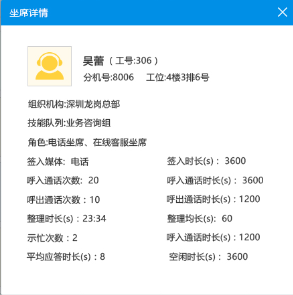 坐席详情
吴蕾（工号:306）
分机号:8006 工位:4楼3排6号
组织机构:深圳龙岗总部
技能队列:业务咨询组
角色:电话坐席、在线客服坐席
签入媒体: 电话 签入时长(s)： 3600
呼入通话次数: 20 呼入通话时长(s)： 3600
呼出通话次数：10 呼出通话时长(s)：1200
整理时长(s)：23:34 整理均长(s): 60
示忙次数：2 呼入通话时长(s)：1200
平均应答时长(s)：8 空闲时长(s)： 3600